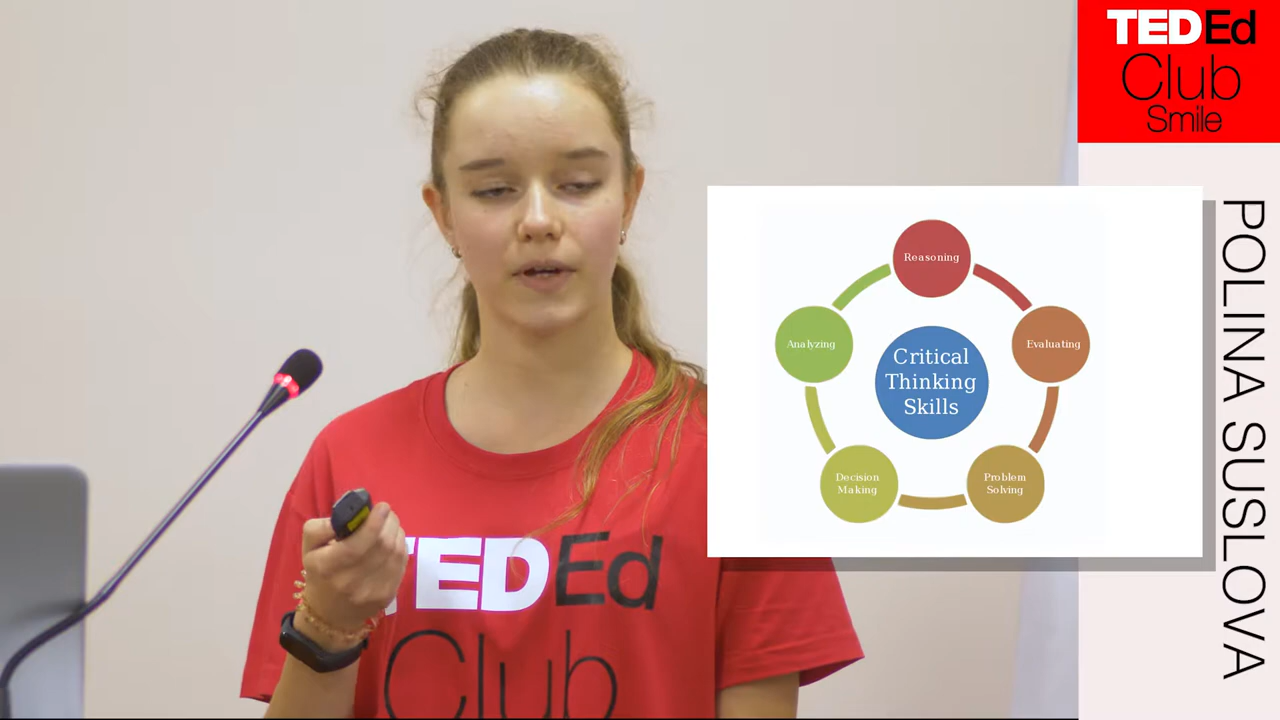 TEDEd
Club
Smile
POLINA SUSLOVA
Reasoning
Evaluating
Problem
Solving
Decision
Making
Analyzing
Critical
Thinking
Skills
TEDEd
Club